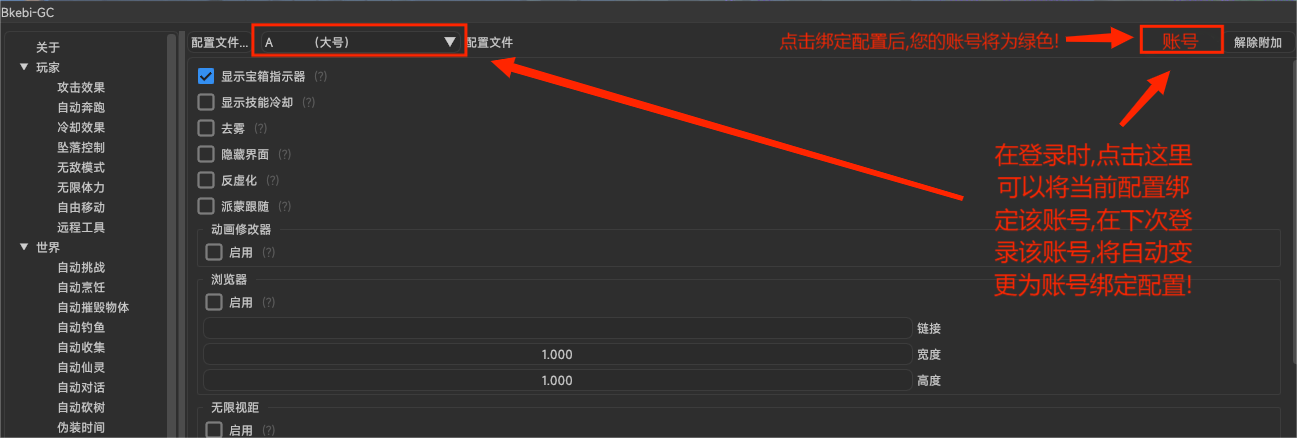 Bkebi-GC
关于
玩家
攻击效果
自动奔跑
冷却效果
坠落控制
无敌模式
无限体力
自由移动
远程工具
世界
自动挑战
自动烹饪
自动摧毁物体
自动钓鱼
自动收集
自动仙灵
自动对话
自动砍树
伪装时间
配置文件... A (大号) 配置文件
点击绑定配置后,您的账号将为绿色!
账号
解除附加
显示宝箱指示器 (?)
显示技能冷却 (?)
去雾 (?)
隐藏界面 (?)
反虚化 (?)
派蒙跟随 (?)
动画修改器
启用 (?)
浏览器
启用 (?)
链接
1.000 宽度
1.000 高度
无限视距
启用 (?)
在登录时,点击这里
可以将当前配置绑
定该账号,在下次登
录该账号,将自动变
更为账号绑定配置!